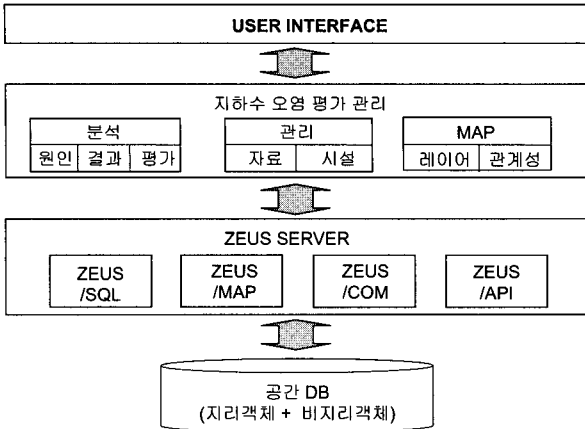 USER INTERFACE
지하수 오염 평가 관리
분석 관리 MAP
원인 결과 평가 자료 시설 레이어 관계성
ZEUS SERVER
ZEUS ZEUS ZEUS ZEUS
/SQL /MAP /COM /API
공간 DB
(지리객체 + 비지리객체)